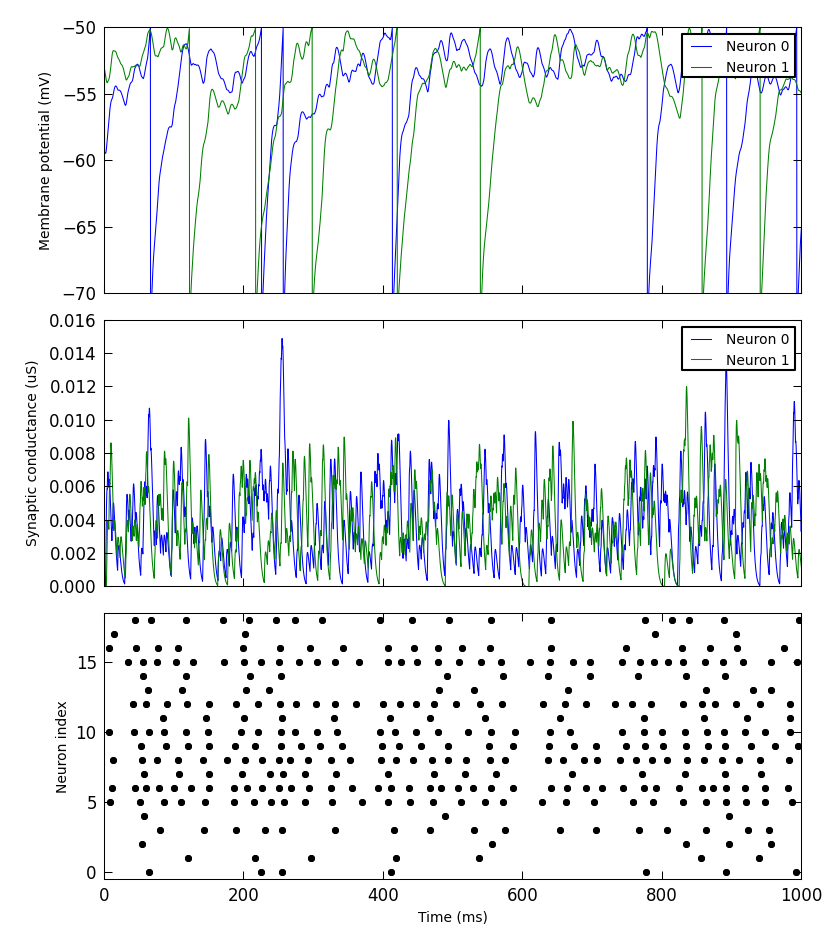 −50
−55
−60
−65
−70
Membrane potential (mV)
Neuron 0
Neuron 1
0.016
0.014
0.012
0.010
0.008
0.006
0.004
0.002
0.000
Synaptic conductance (uS)
Neuron 0
Neuron 1
15
10
5
0
Neuron index
0 200 400 600 800 1000
Time (ms)